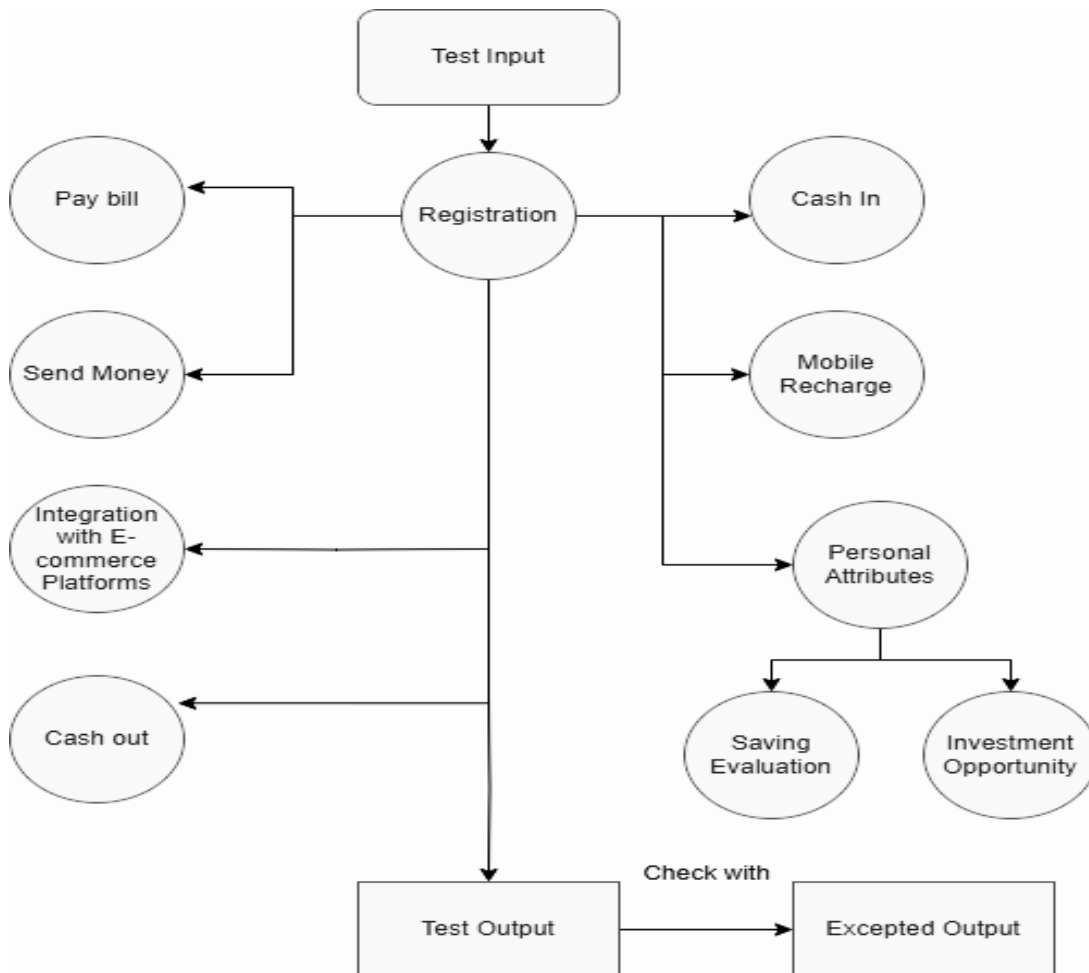 Test Input
Pay bill
Registration
Cash In
Send Money
Mobile
Recharge
Integration
with E-
commerce
Platforms
Personal
Attributes
Cash out
Saving
Evaluation
Investment
Opportunity
Check with
Test Output
Excepted Output